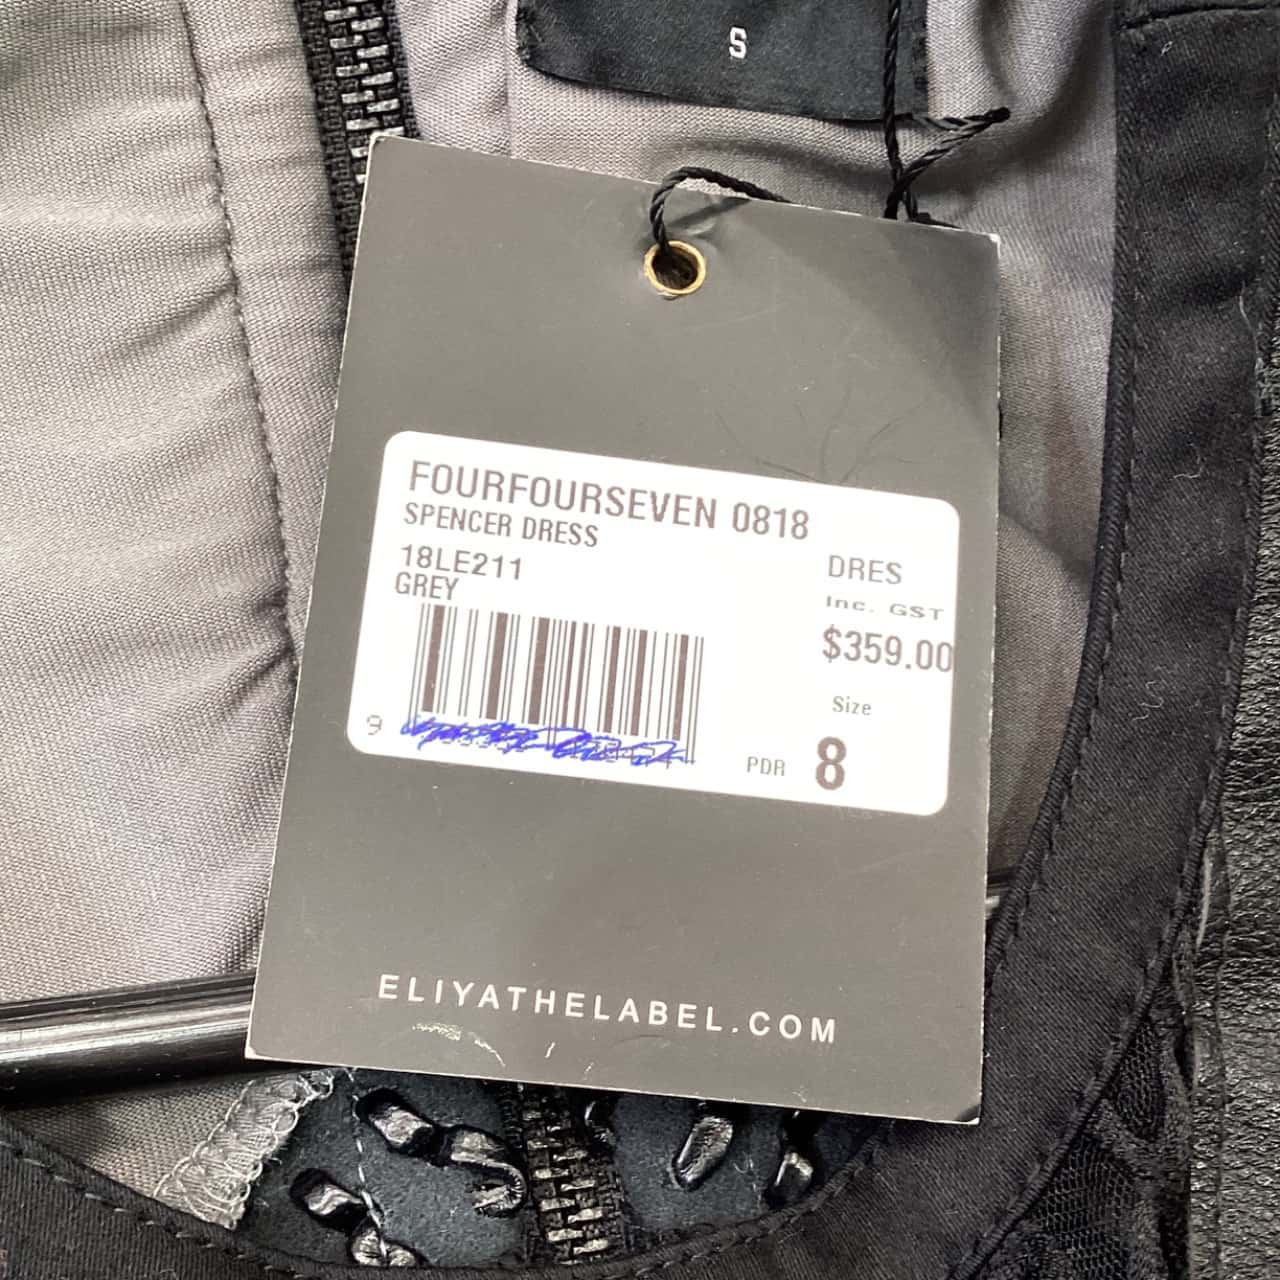 S
FOURFOURSEVEN 0818
SPENCER DRESS
18LE211
GREY
DRES
Inc. GST
$359.00
Size
PDR 8
9
ELIYATHELABEL.COM